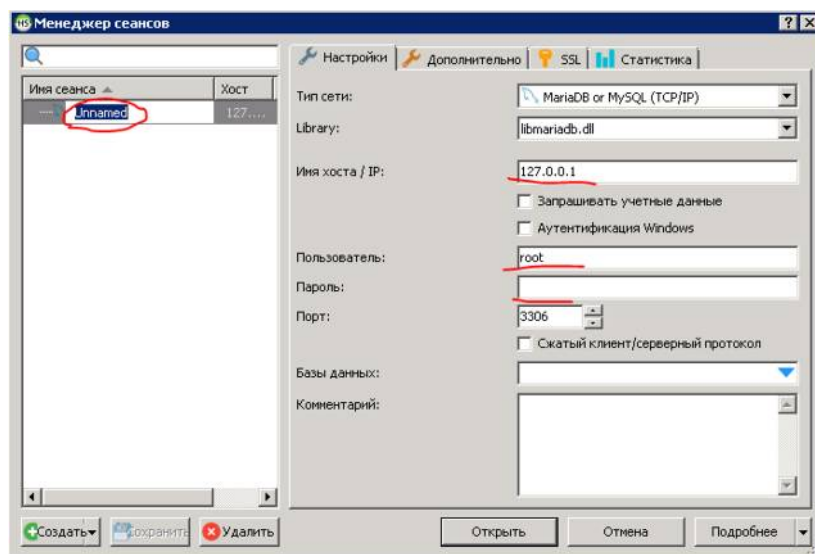 HS Менеджер сеансов
Настройки Дополнительно SSL Статистика
Имя сеанса Хост
Unnamed 127....
Тип сети: MariaDB or MySQL (TCP/IP)
Library: libmariadb.dll
Имя хоста / IP: 127.0.0.1
Запрашивать учетные данные
Аутентификация Windows
Пользователь: root
Пароль:
Порт: 3306
Сжатый клиент/серверный протокол
Базы данных:
Комментарий:
Создать Сохранить Удалить Открыть Отмена Подробнее